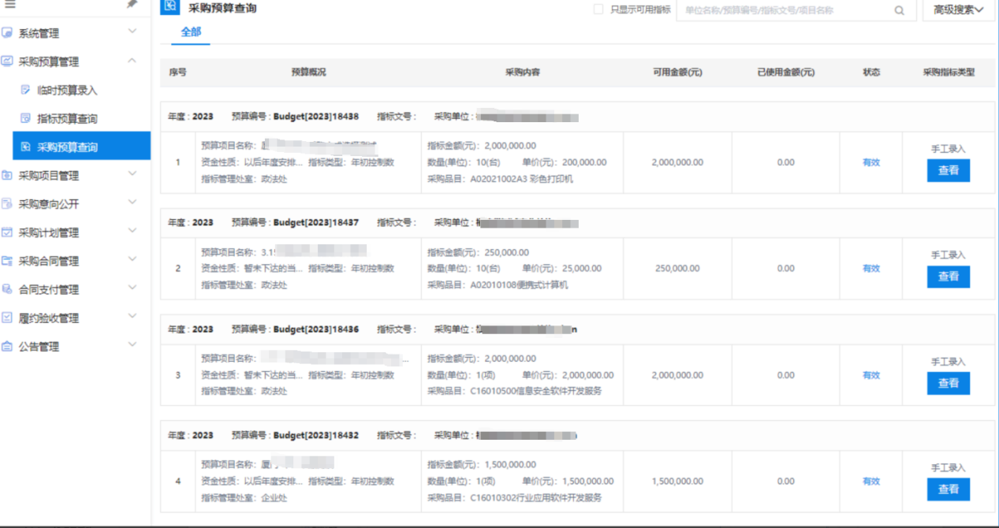 采购预算查询
只显示可用指标
单位名称/预算编号/指标文号/项目名称
高级搜索
系统管理
采购预算管理
临时预算录入
指标预算查询
采购预算查询
采购项目管理
采购意向公开
采购计划管理
采购合同管理
合同支付管理
履约验收管理
公告管理
全部
序号 预算概况 采购内容 可用金额(元) 已使用金额(元) 状态 采购指标类型
年度：2023 预算编号：Budget[2023]18438 指标文号： 采购单位：
1
预算项目名称：
资金性质：以后年度安排... 指标类型：年初控制数
指标管理处室：政法处
指标金额(元)：2,000,000.00
数量(单位)：10(台) 单价(元)：200,000.00
采购品目：A02021002A3 彩色打印机
2,000,000.00
0.00
有效
手工录入
查看
年度：2023 预算编号：Budget[2023]18437 指标文号： 采购单位：
2
预算项目名称：3.1
资金性质：暂未下达的当... 指标类型：年初控制数
指标管理处室：政法处
指标金额(元)：250,000.00
数量(单位)：10(台) 单价(元)：25,000.00
采购品目：A02010108便携式计算机
250,000.00
0.00
有效
手工录入
查看
年度：2023 预算编号：Budget[2023]18436 指标文号： 采购单位：
3
预算项目名称： ...
资金性质：暂未下达的当... 指标类型：年初控制数
指标管理处室：政法处
指标金额(元)：2,000,000.00
数量(单位)：1(项) 单价(元)：2,000,000.00
采购品目：C16010500信息安全软件开发服务
2,000,000.00
0.00
有效
手工录入
查看
年度：2023 预算编号：Budget[2023]18432 指标文号： 采购单位：
4
预算项目名称：厦门
资金性质：以后年度安排... 指标类型：年初控制数
指标管理处室：企业处
指标金额(元)：1,500,000.00
数量(单位)：1(项) 单价(元)：1,500,000.00
采购品目：C16010302行业应用软件开发服务
1,500,000.00
0.00
有效
手工录入
查看